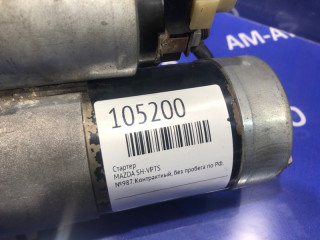 AM-A
105200
Стартер
MAZDA SH-VPTS
№987.Контрактный, без пробега по РФ.